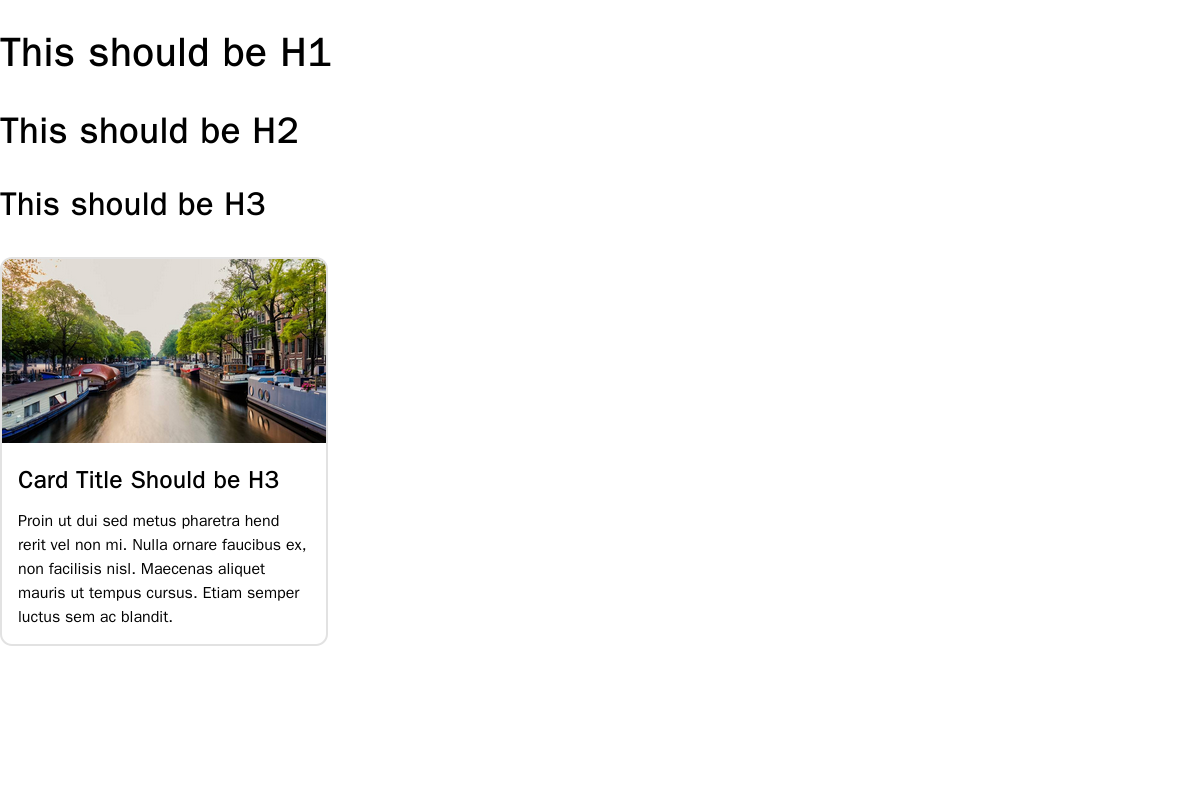 This should be H1
This should be H2
This should be H3
Card Title Should be H3
Proin ut dui sed metus pharetra hend
rerit vel non mi. Nulla ornare faucibus ex,
non facilisis nisl. Maecenas aliquet
mauris ut tempus cursus. Etiam semper
luctus sem ac blandit.